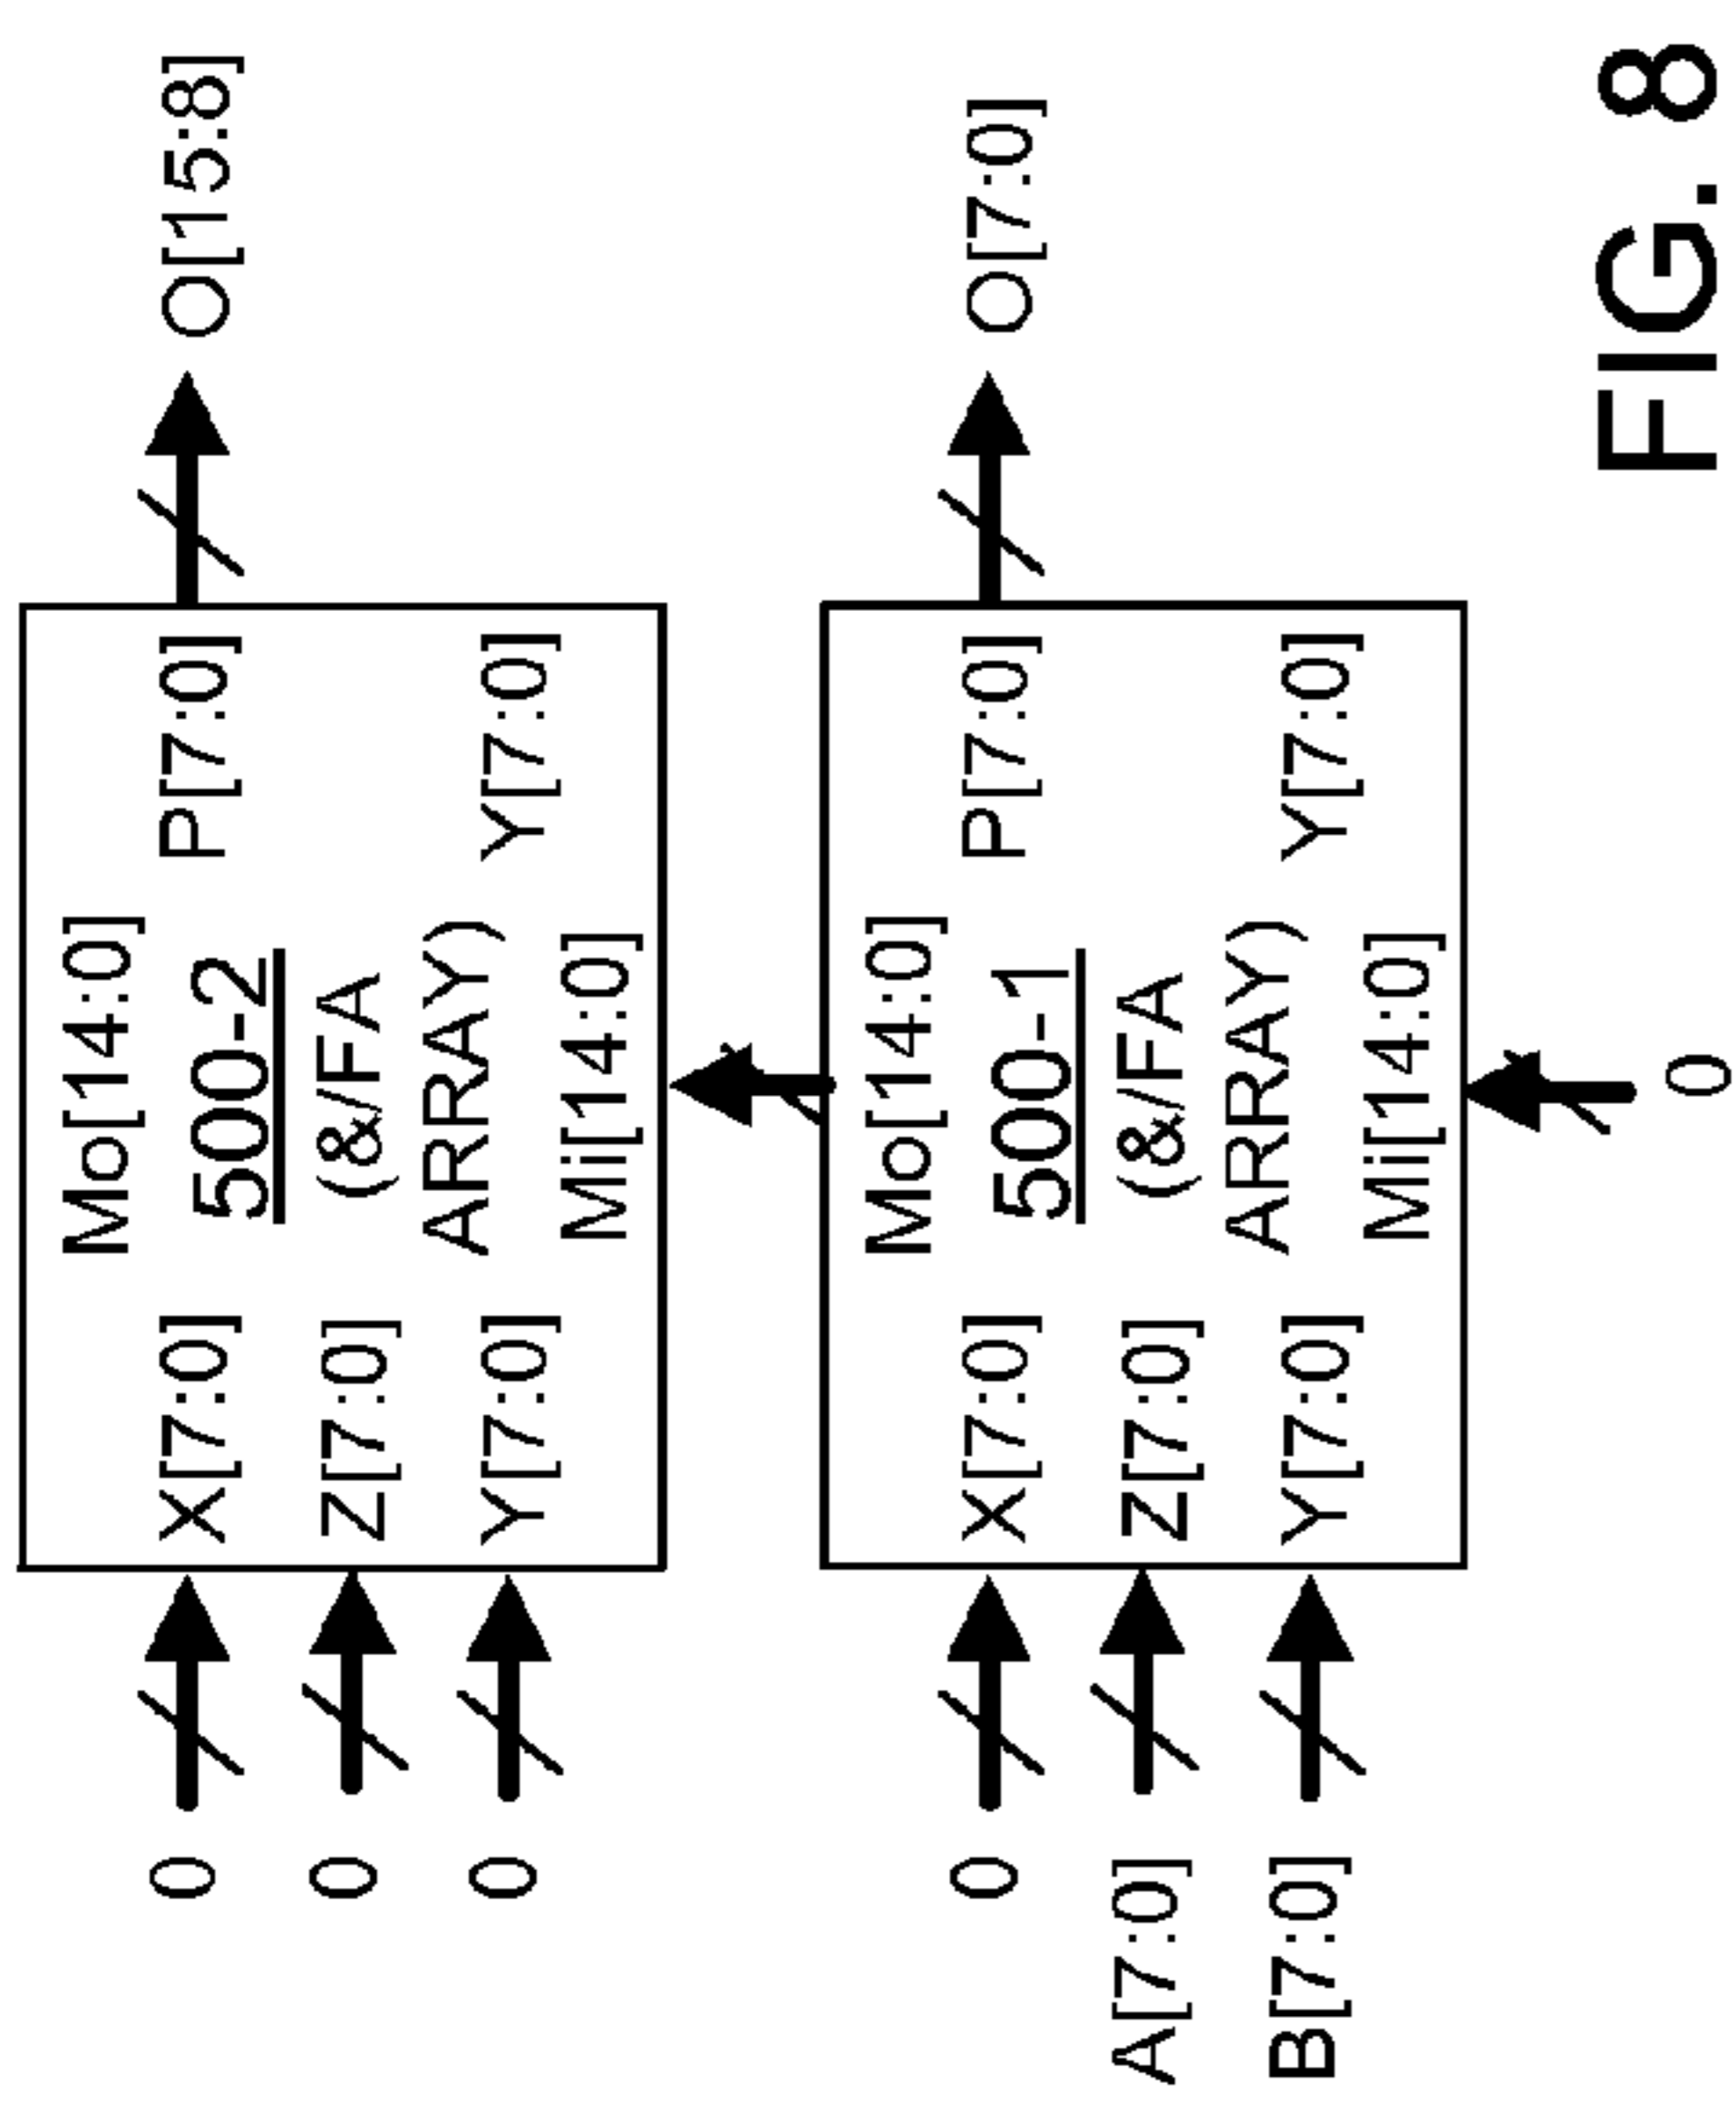 Mo[14:0]
0 X[7:0] P[7:0] O[15:8]
500-2
0 Z[7:0] (&/FA
ARRAY)
0 Y[7:0] Y[7:0]
Mi[14:0]
Mo[14:0]
0 X[7:0] P[7:0] O[7:0]
500-1
A[7:0] Z[7:0] (&/FA
ARRAY)
B[7:0] Y[7:0] Y[7:0]
Mi[14:0]
0
FIG. 8